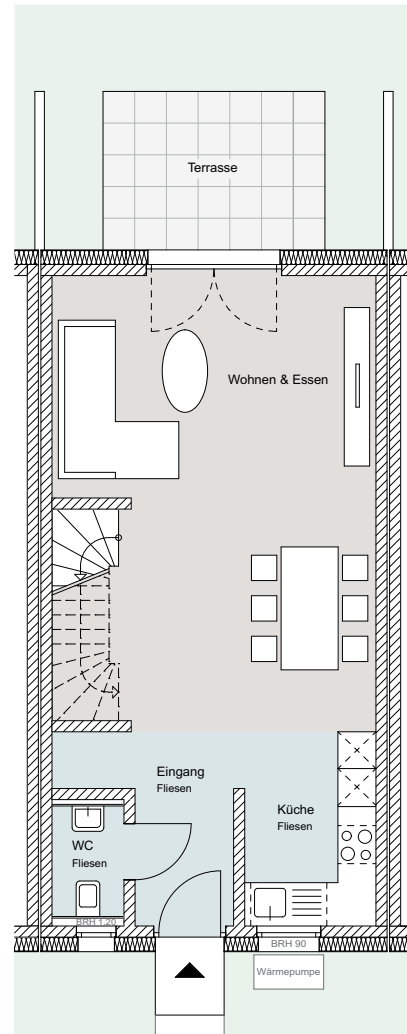 Terrasse
Wohnen & Essen
Eingang
Fliesen
Küche
Fliesen
WC
Fliesen
BRH 1,20
BRH 90
Wärmepumpe